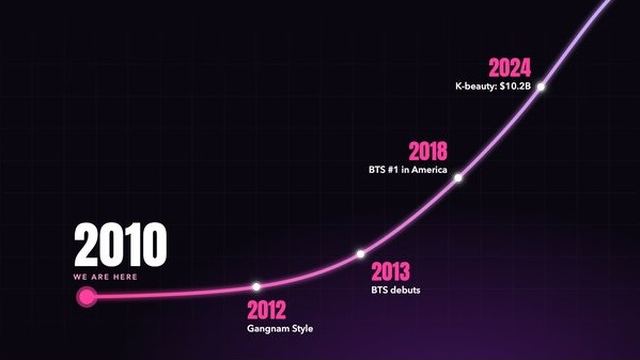 2024
K-beauty: $10.2B
2018
BTS #1 in America
2010
WE ARE HERE
2013
BTS debuts
2012
Gangnam Style